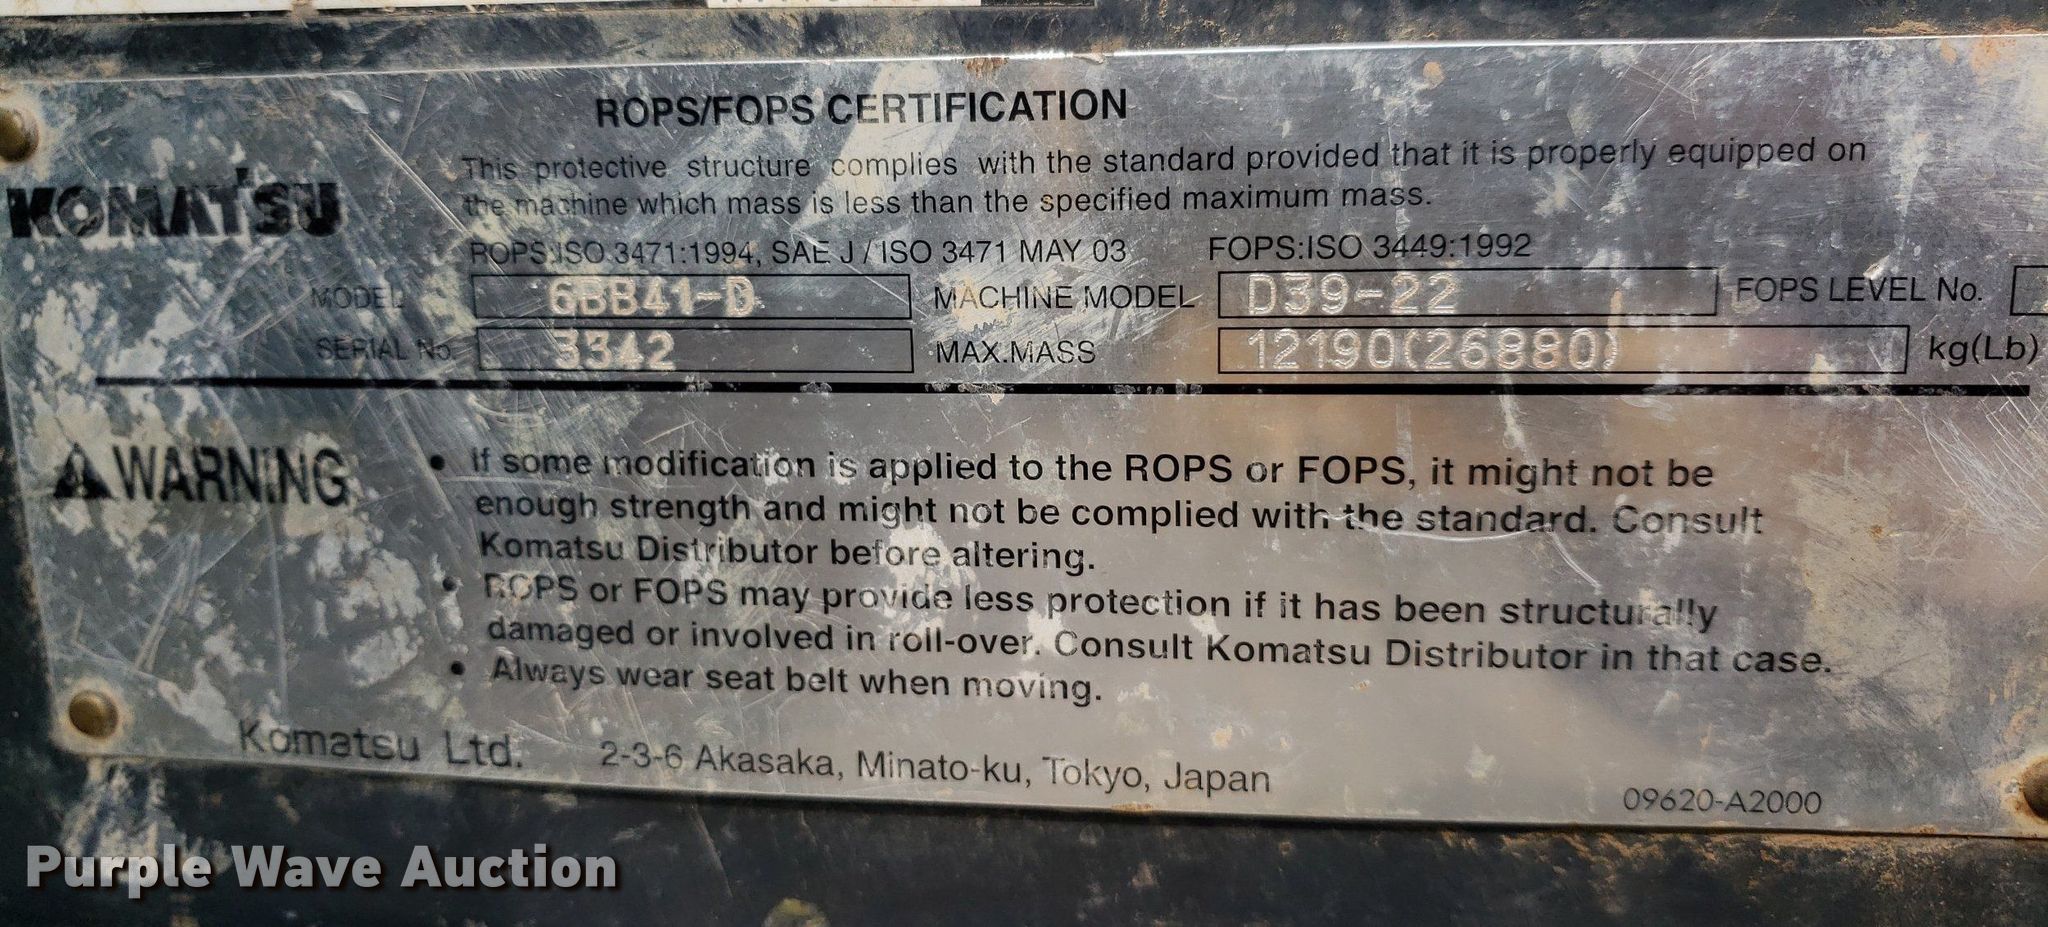 ROPS/FOPS CERTIFICATION
KOMATSU
This protective structure complies with the standard provided that it is properly equipped on
the machine which mass is less than the specified maximum mass.
ROPS:ISO 3471:1994, SAE J / ISO 3471 MAY 03 FOPS:ISO 3449:1992
MODEL 6BB41-D MACHINE MODEL D39-22 FOPS LEVEL No.
SERIAL No. 3342 MAX.MASS 12190(26880) kg(Lb)
WARNING
• If some modification is applied to the ROPS or FOPS, it might not be
enough strength and might not be complied with the standard. Consult
Komatsu Distributor before altering.
• ROPS or FOPS may provide less protection if it has been structurally
damaged or involved in roll-over. Consult Komatsu Distributor in that case.
• Always wear seat belt when moving.
Komatsu Ltd. 2-3-6 Akasaka, Minato-ku, Tokyo, Japan
09620-A2000
Purple Wave Auction